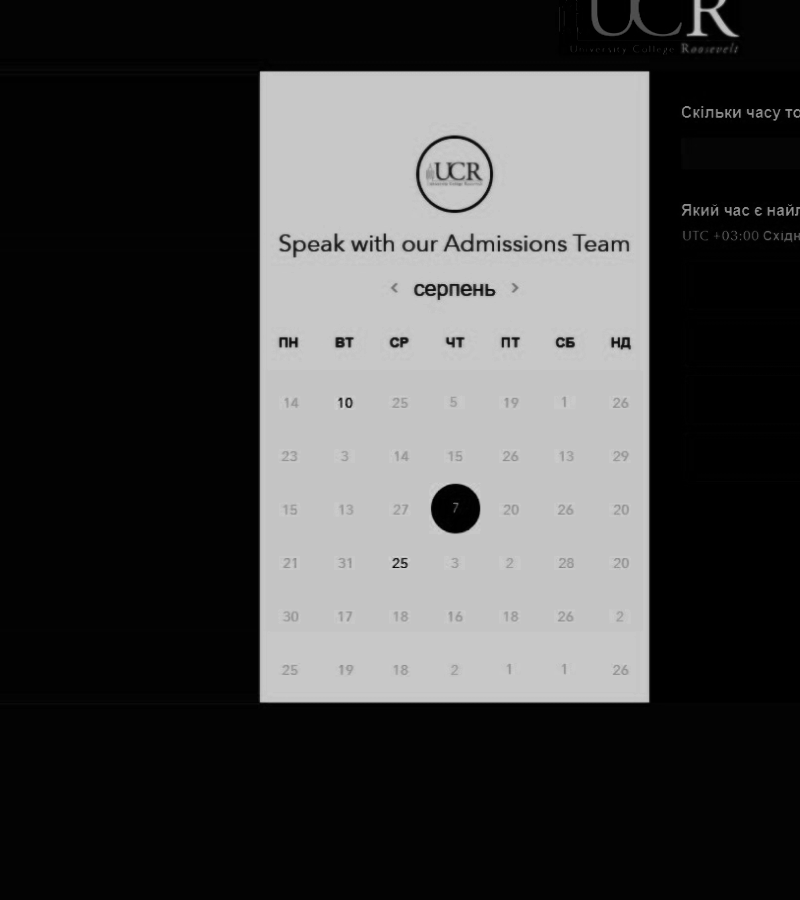 UCR
University College Roosevelt
Скільки часу то
UCR
Speak with our Admissions Team
Який час є найл
UTC +03:00 Східн
‹ серпень ›
ПН ВТ СР ЧТ ПТ СБ НД
14 10 25 5 19 1 26
23 3 14 15 26 13 29
15 13 27 7 20 26 20
21 31 25 3 2 28 20
30 17 18 16 18 26 2
25 19 18 2 1 1 26